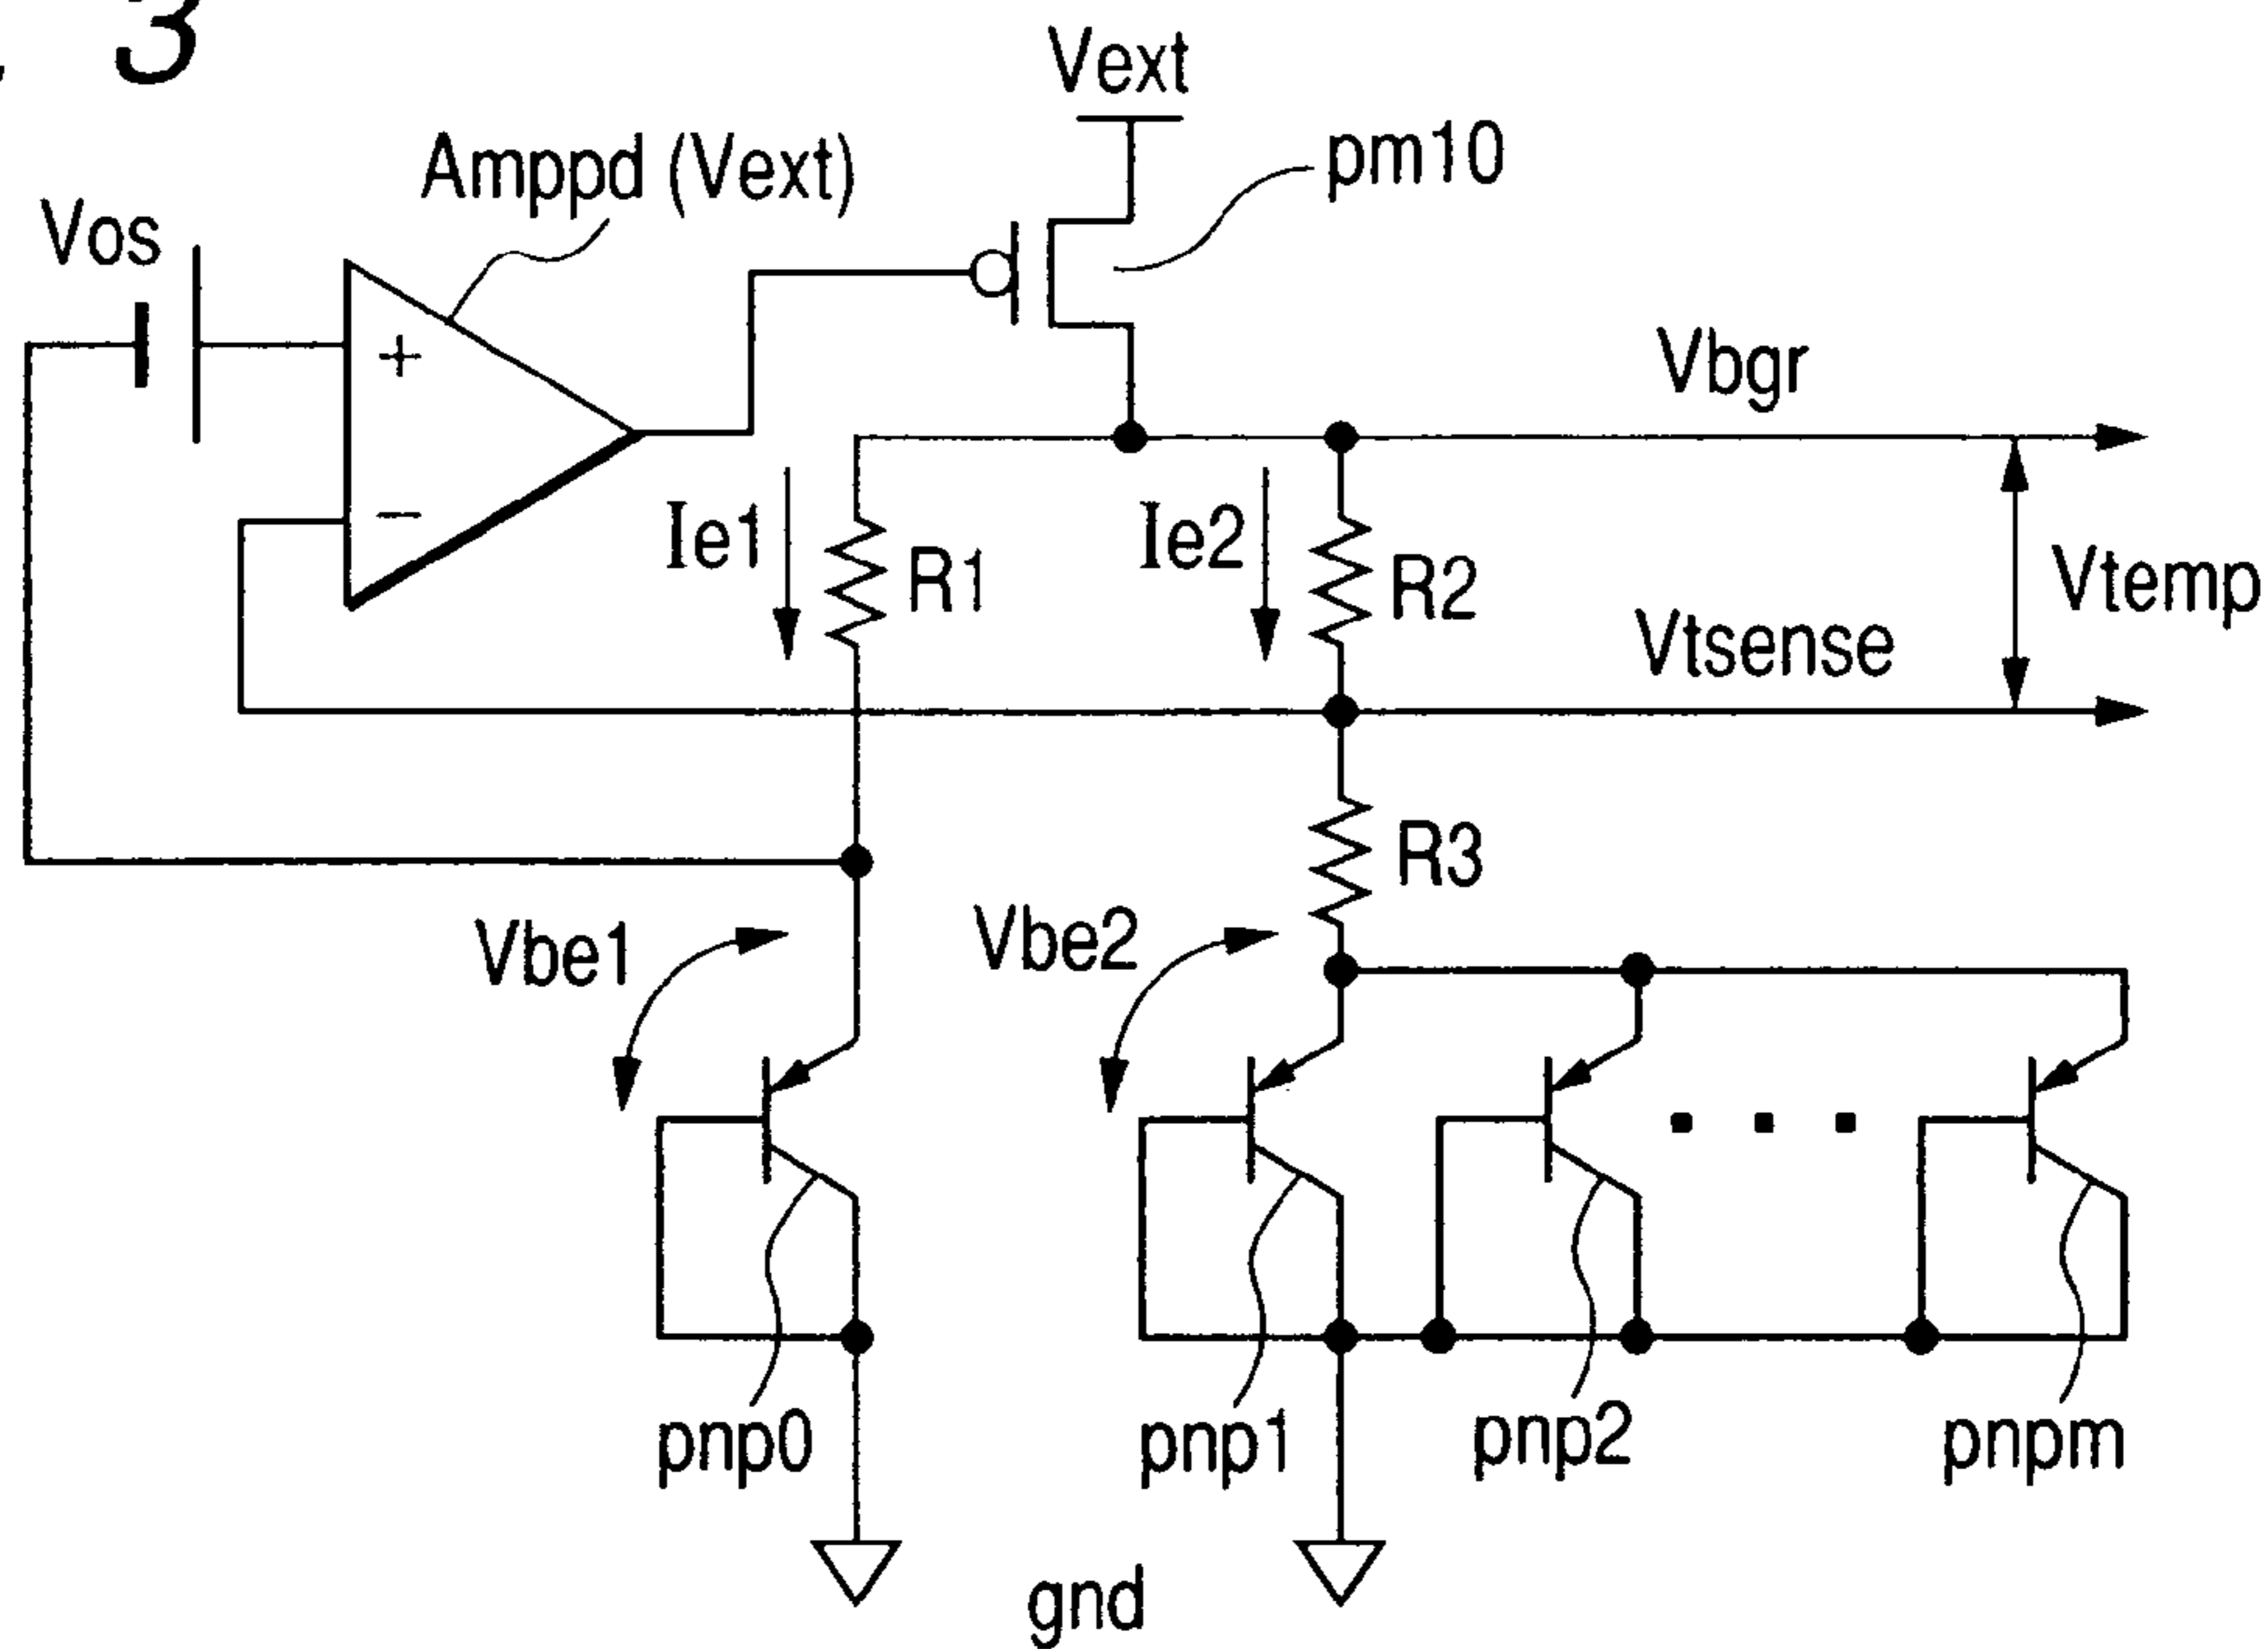 3
Vext
Amppd (Vext)
pm10
Vos
+
Vbgr
−
Ie1
R1
Ie2
R2
Vtemp
Vtsense
R3
Vbe1
Vbe2
pnp0
pnp1
pnp2
pnpm
gnd